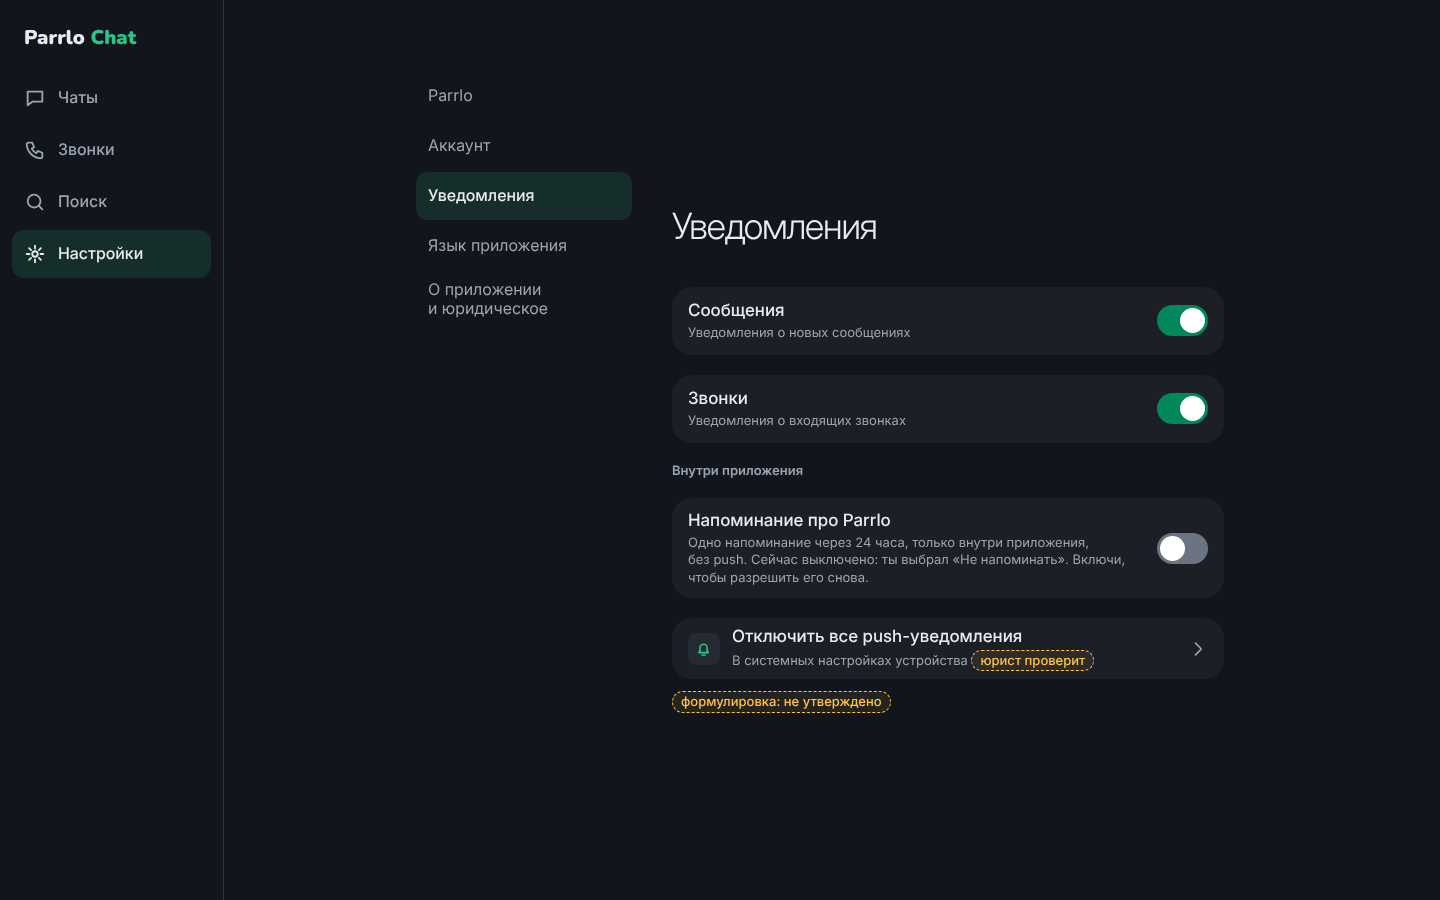 Parrlo Chat
Чаты
Звонки
Поиск
Настройки
Parrlo
Аккаунт
Уведомления
Язык приложения
О приложении
и юридическое
Уведомления
Сообщения
Уведомления о новых сообщениях
Звонки
Уведомления о входящих звонках
Внутри приложения
Напоминание про Parrlo
Одно напоминание через 24 часа, только внутри приложения,
без push. Сейчас выключено: ты выбрал «Не напоминать». Включи,
чтобы разрешить его снова.
Отключить все push-уведомления
В системных настройках устройства юрист проверит
формулировка: не утверждено